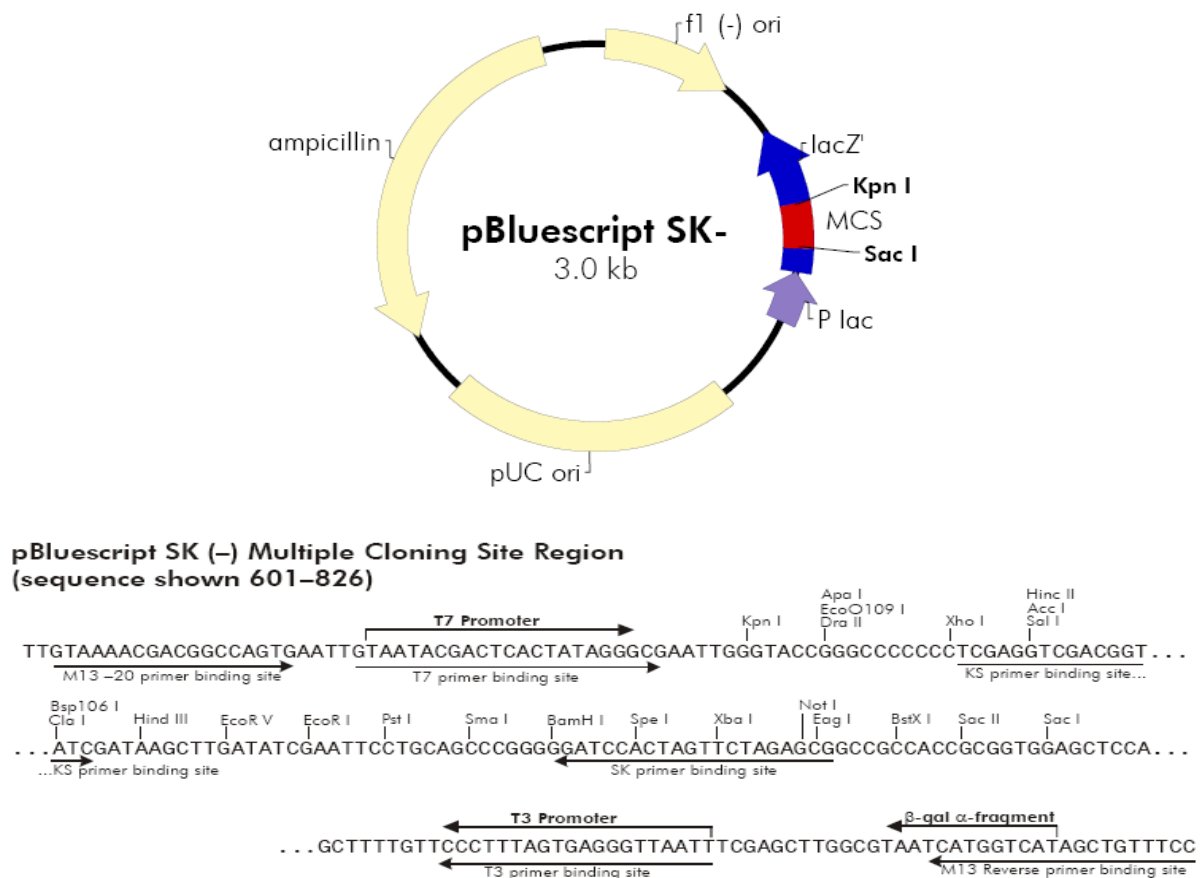 f1 (-) ori
ampicillin
lacZ'
Kpn I
MCS
Sac I
P lac
pBluescript SK-
3.0 kb
pUC ori
pBluescript SK (–) Multiple Cloning Site Region
(sequence shown 601–826)
T7 Promoter
Kpn I
Apa I
EcoO109 I
Dra II
Xho I
Hinc II
Acc I
Sal I
TTGTAAAACGACGGCCAGTGAATTGTAATACGACTCACTATAGGGCGAATTGGGTACCGGGCCCCCCCTCGAGGTCGACGGT...
M13 –20 primer binding site
T7 primer binding site
KS primer binding site...
Bsp106 I
Cla I
Hind III
EcoR V
EcoR I
Pst I
Sma I
BamH I
Spe I
Xba I
Not I
Eag I
BstX I
Sac II
Sac I
...ATCGATAAGCTTGATATCGAATTCCTGCAGCCCGGGGGATCCACTAGTTCTAGAGCGGCCGCCACCGCGGTGGAGCTCCA...
...KS primer binding site
SK primer binding site
T3 Promoter
β-gal α-fragment
...GCTTTTGTTCCCTTTAGTGAGGGTTAATTTCGAGCTTGGCGTAATCATGGTCATAGCTGTTTCC
T3 primer binding site
M13 Reverse primer binding site